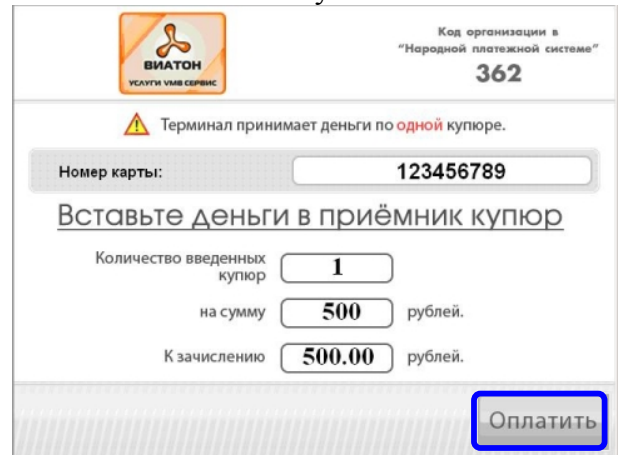 ВИАТОН
УСЛУГИ VMB СЕРВИС
Код организации в
"Народной платежной системе"
362
Терминал принимает деньги по одной купюре.
Номер карты: 123456789
Вставьте деньги в приёмник купюр
Количество введенных
купюр 1
на сумму 500 рублей.
К зачислению 500.00 рублей.
Оплатить